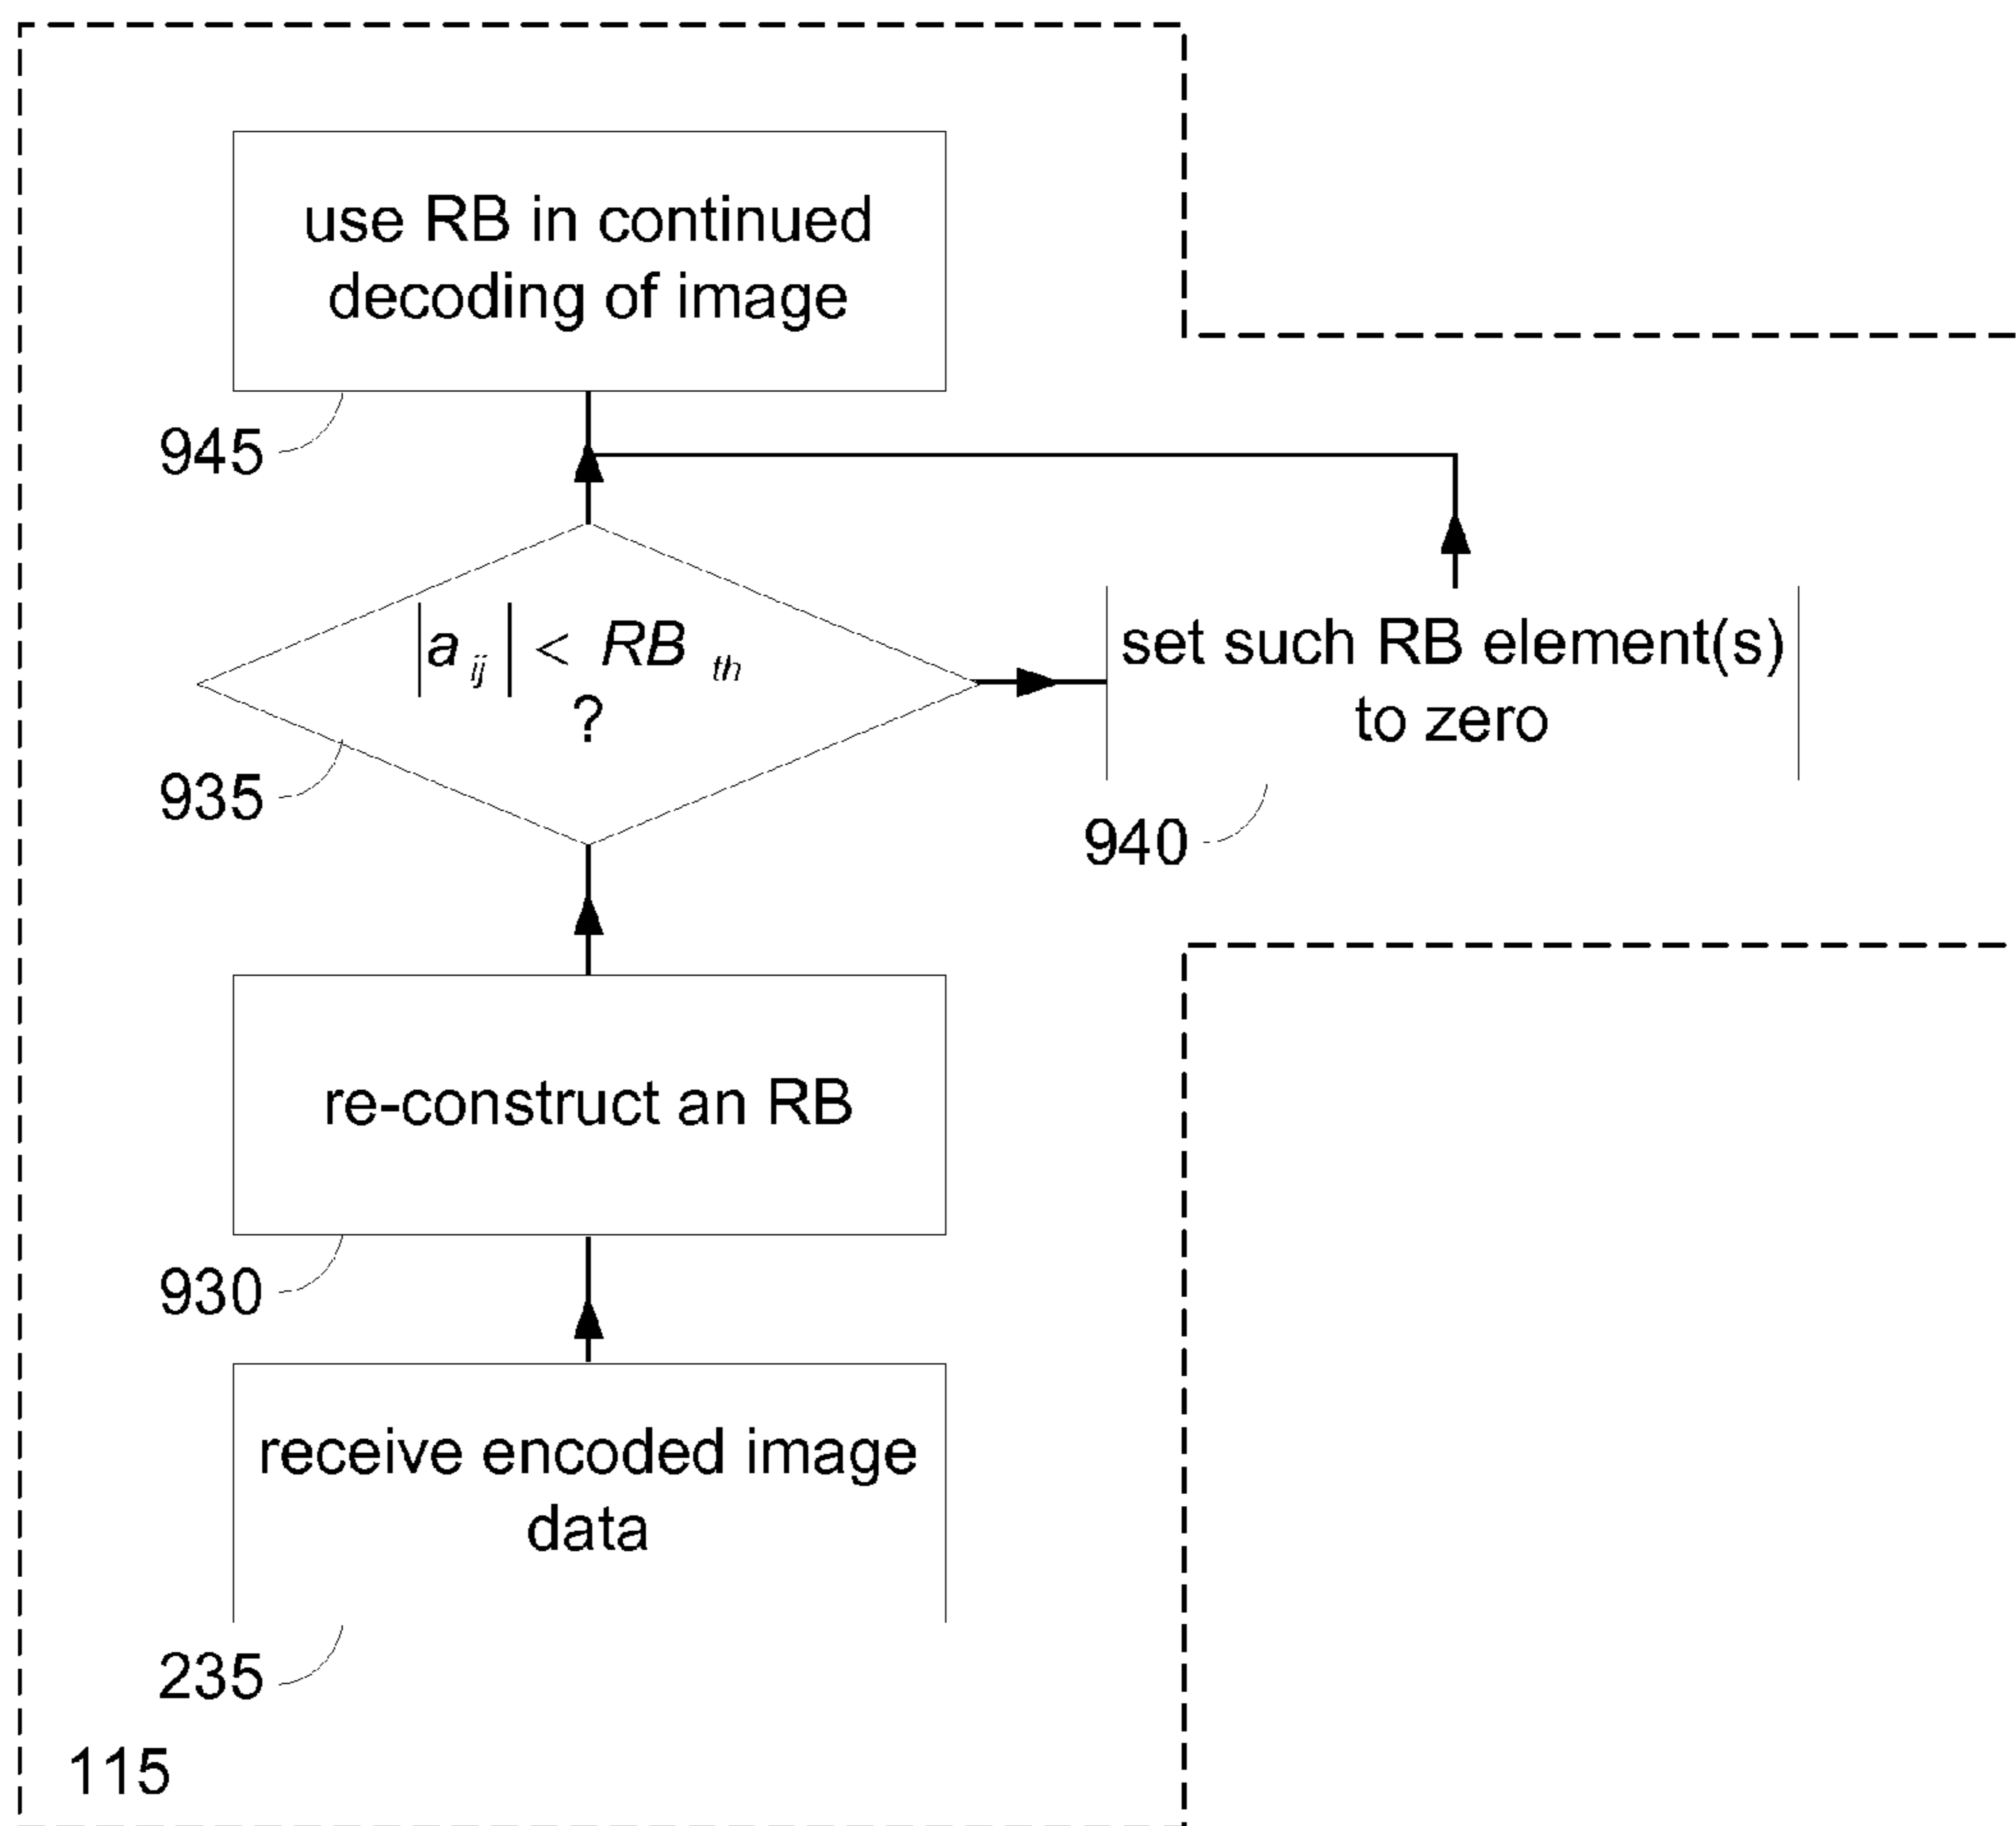 use RB in continued
decoding of image
945
|a ij| < RB th
?
935
set such RB element(s)
to zero
940
re-construct an RB
930
receive encoded image
data
235
115